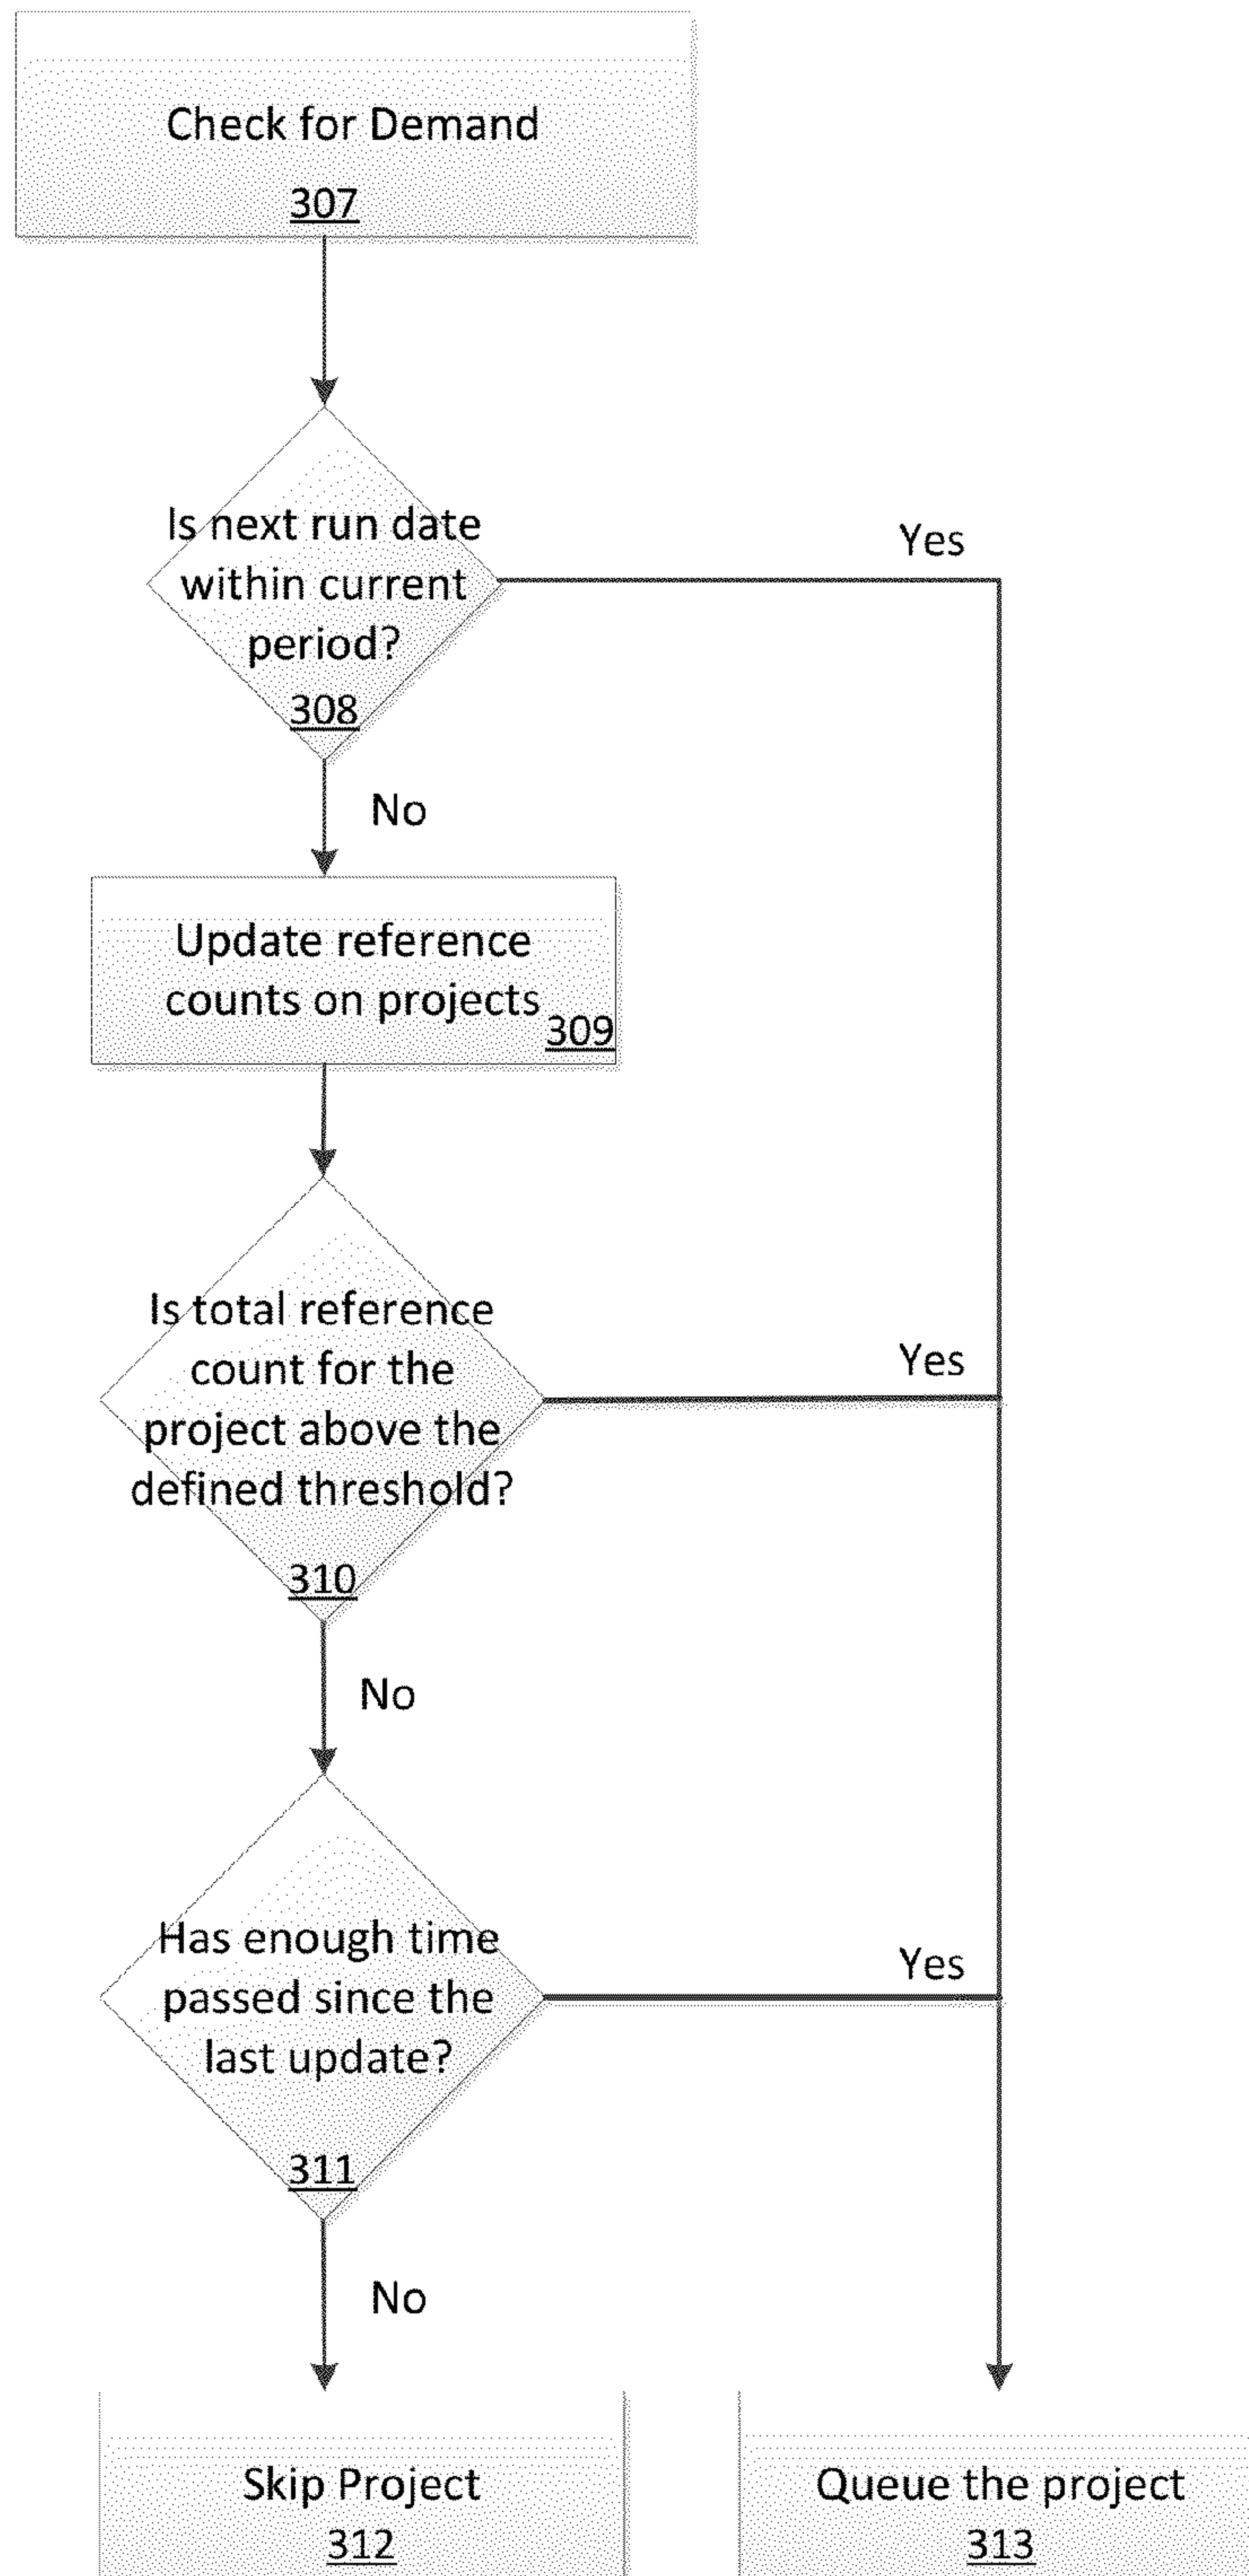 Check for Demand
307
Is next run date
within current
period?
308
Yes
No
Update reference
counts on projects
309
Is total reference
count for the
project above the
defined threshold?
310
Yes
No
Has enough time
passed since the
last update?
311
Yes
No
Skip Project
312
Queue the project
313